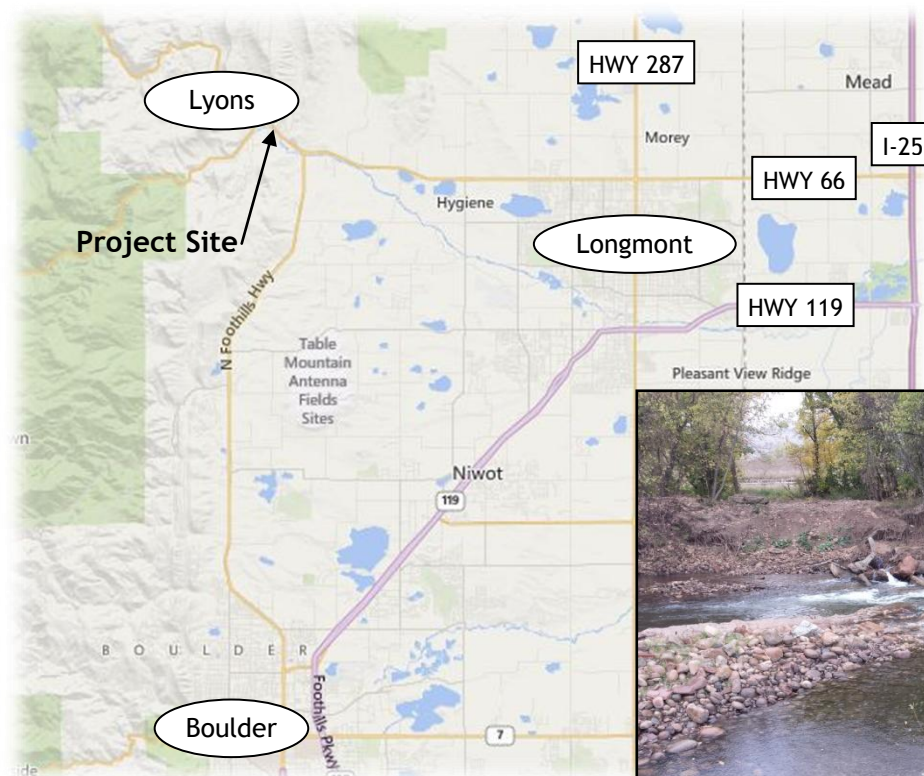 HWY 287
Mead
Lyons
Morey
I-25
HWY 66
Hygiene
Project Site
Longmont
N Foothills Hwy
HWY 119
Table
Mountain
Antenna
Fields
Sites
Pleasant View Ridge
Niwot
119
BOULDER
Foothills Pkwy
Boulder
7